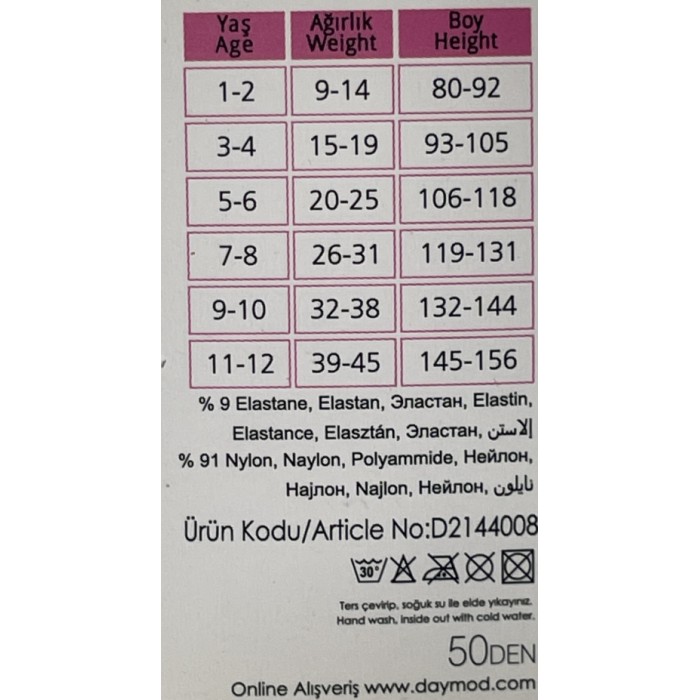 Yaş Ağırlık Boy
Age Weight Height
1-2 9-14 80-92
3-4 15-19 93-105
5-6 20-25 106-118
7-8 26-31 119-131
9-10 32-38 132-144
11-12 39-45 145-156
% 9 Elastane, Elastan, Эластан, Elastin,
Elastance, Elasztán, Эластан, الاستن
% 91 Nylon, Naylon, Polyammide, Нейлон,
Најлон, Najlon, Нейлон, نايلون
Ürün Kodu/Article No:D2144008
30°
Ters çevirip, soğuk su ile elde yıkayınız.
Hand wash, inside out with cold water.
50DEN
Online Alışveriş www.daymod.com